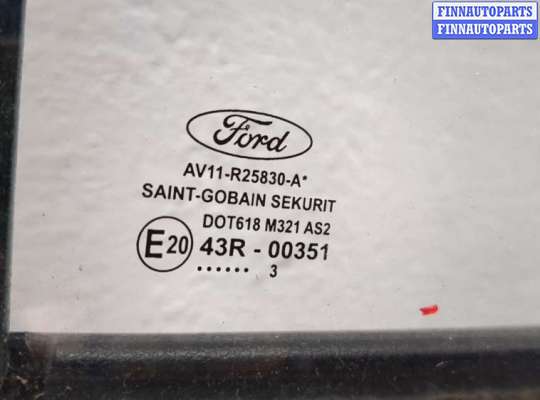 FINNAUTOPARTS
FINNAUTOPARTS
Ford
AV11-R25830-A*
SAINT-GOBAIN SEKURIT
DOT618 M321 AS2
E20 43R - 00351
...... 3